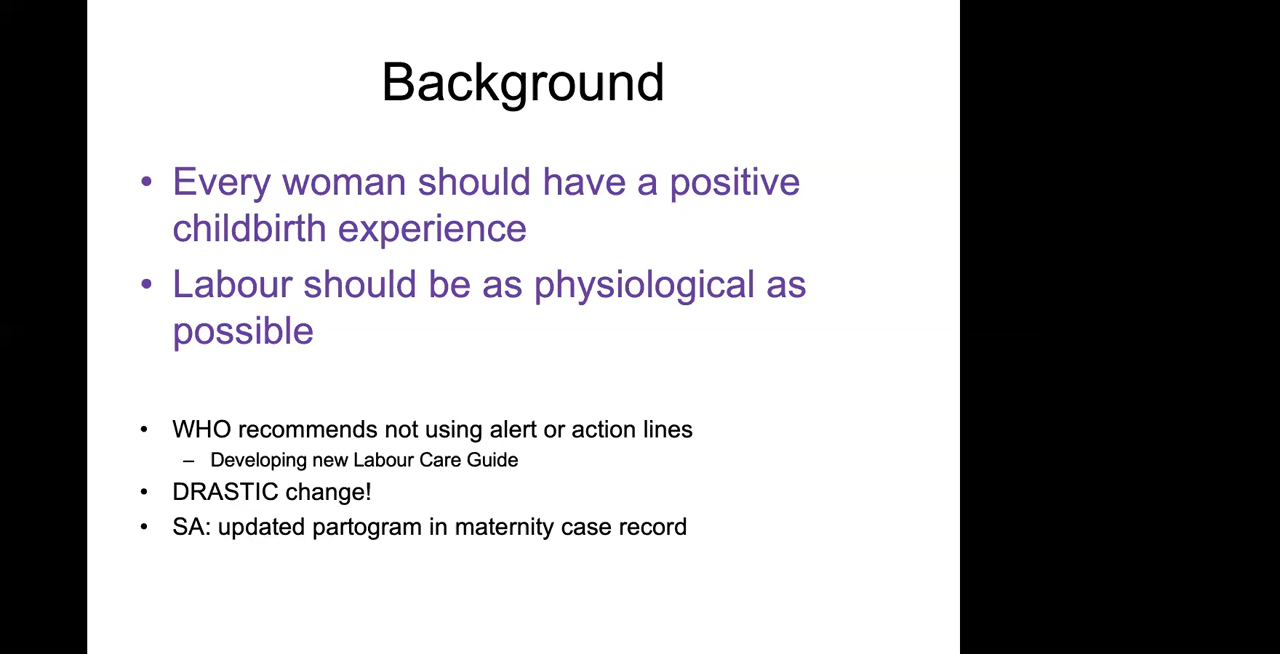 Background
• Every woman should have a positive
childbirth experience
• Labour should be as physiological as
possible
• WHO recommends not using alert or action lines
– Developing new Labour Care Guide
• DRASTIC change!
• SA: updated partogram in maternity case record